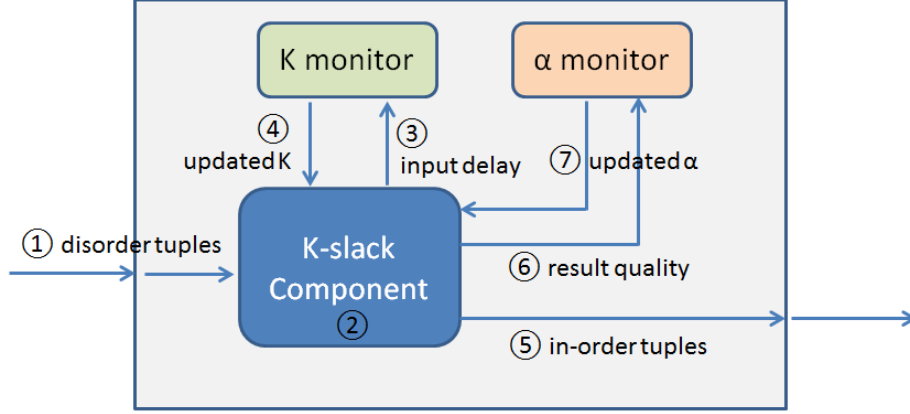 K monitor
α monitor
④
updated K
③
input delay
⑦ updated α
① disorder tuples
K-slack
Component
②
⑥ result quality
⑤ in-order tuples